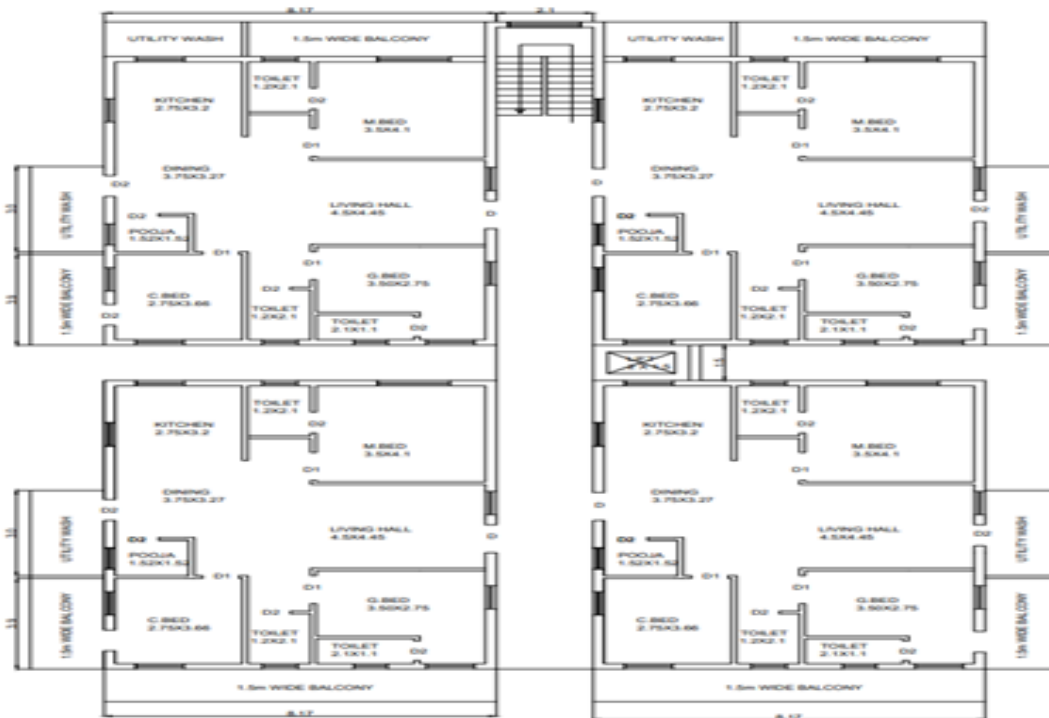 8.17
2.1
UTILITY WASH
1.5m WIDE BALCONY
UTILITY WASH
1.5m WIDE BALCONY
TOILET
1.2X2.1
KITCHEN
2.75X3.2
D2
M.BED
3.5X4.1
D1
DINING
3.75X3.27
D2
LIVING HALL
4.5X4.45
D
D2
POOJA
1.52X1.52
D1
D1
G.BED
3.50X2.75
D2
C.BED
2.75X3.66
TOILET
1.2X2.1
TOILET
2.1X1.1
D2
D2
3.0
UTILITY WASH
1.5m WIDE BALCONY
TOILET
1.2X2.1
KITCHEN
2.75X3.2
D2
M.BED
3.5X4.1
D1
DINING
3.75X3.27
D
LIVING HALL
4.5X4.45
D2
D2
POOJA
1.52X1.52
D1
D1
G.BED
3.50X2.75
D2
C.BED
2.75X3.66
TOILET
1.2X2.1
TOILET
2.1X1.1
D2
UTILITY WASH
1.5m WIDE BALCONY
1.5
TOILET
1.2X2.1
KITCHEN
2.75X3.2
D2
M.BED
3.5X4.1
D1
DINING
3.75X3.27
D2
LIVING HALL
4.5X4.45
D
D2
POOJA
1.52X1.52
D1
D1
G.BED
3.50X2.75
D2
C.BED
2.75X3.66
TOILET
1.2X2.1
TOILET
2.1X1.1
D2
3.0
UTILITY WASH
1.5m WIDE BALCONY
TOILET
1.2X2.1
KITCHEN
2.75X3.2
D2
M.BED
3.5X4.1
D1
DINING
3.75X3.27
D
LIVING HALL
4.5X4.45
D2
D2
POOJA
1.52X1.52
D1
D1
G.BED
3.50X2.75
D2
C.BED
2.75X3.66
TOILET
1.2X2.1
TOILET
2.1X1.1
D2
UTILITY WASH
1.5m WIDE BALCONY
1.5m WIDE BALCONY
1.5m WIDE BALCONY
8.17
8.17